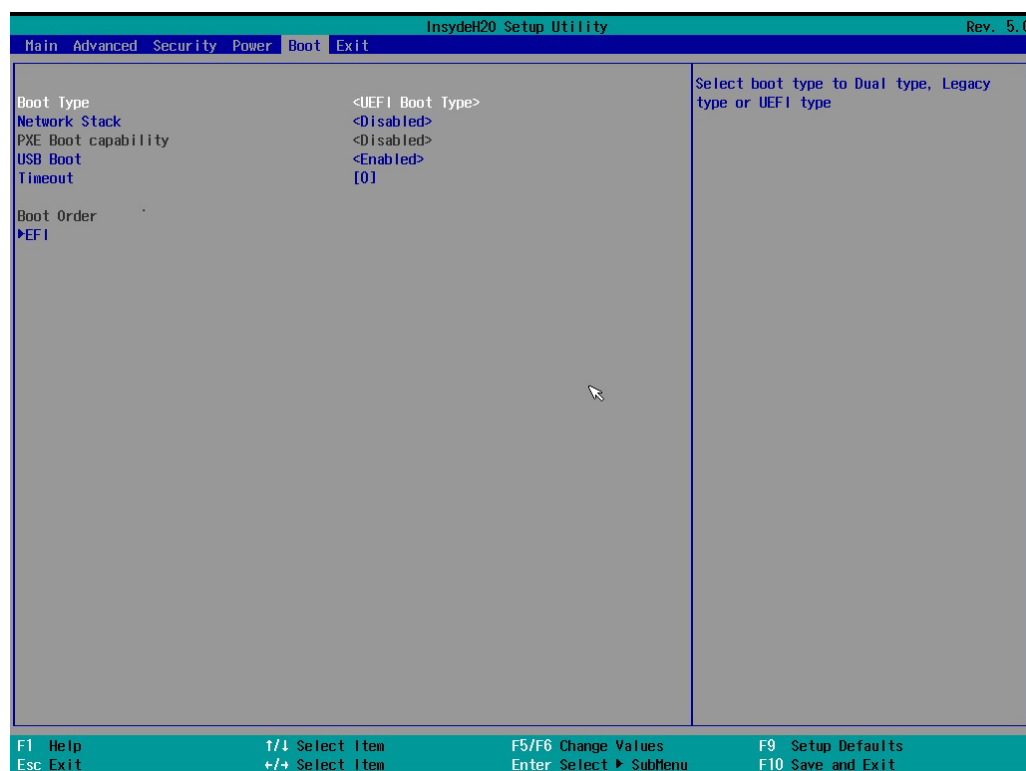 InsydeH20 Setup Utility Rev. 5.0
Main Advanced Security Power Boot Exit
Boot Type <UEFI Boot Type>
Network Stack <Disabled>
PXE Boot capability <Disabled>
USB Boot <Enabled>
Timeout [0]
Boot Order
▶EFI
Select boot type to Dual type, Legacy
type or UEFI type
F1 Help ↑/↓ Select Item F5/F6 Change Values F9 Setup Defaults
Esc Exit ←/→ Select Item Enter Select ▶ SubMenu F10 Save and Exit